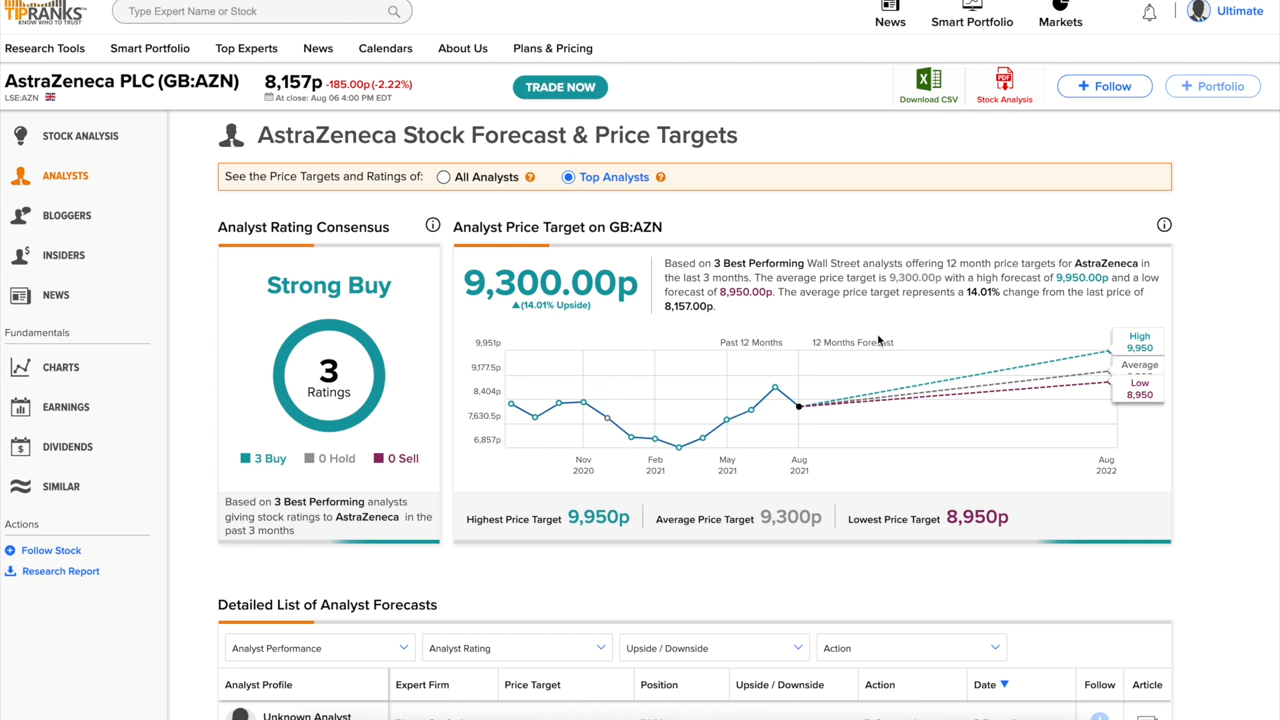 TIPRANKS
KNOW WHO TO TRUST
Type Expert Name or Stock
News
Smart Portfolio
Markets
Ultimate
Research Tools
Smart Portfolio
Top Experts
News
Calendars
About Us
Plans & Pricing
AstraZeneca PLC (GB:AZN)
LSE:AZN
8,157p -185.00p (-2.22%)
At close: Aug 06 4:00 PM EDT
TRADE NOW
Download CSV
PDF
Stock Analysis
+ Follow
+ Portfolio
STOCK ANALYSIS
ANALYSTS
BLOGGERS
INSIDERS
NEWS
Fundamentals
CHARTS
EARNINGS
DIVIDENDS
SIMILAR
Actions
Follow Stock
Research Report
AstraZeneca Stock Forecast & Price Targets
See the Price Targets and Ratings of: All Analysts ? Top Analysts ?
Analyst Rating Consensus
Strong Buy
3
Ratings
3 Buy 0 Hold 0 Sell
Based on 3 Best Performing analysts
giving stock ratings to AstraZeneca in the
past 3 months
Analyst Price Target on GB:AZN
9,300.00p
▲(14.01% Upside)
Based on 3 Best Performing Wall Street analysts offering 12 month price targets for AstraZeneca in
the last 3 months. The average price target is 9,300.00p with a high forecast of 9,950.00p and a low
forecast of 8,950.00p. The average price target represents a 14.01% change from the last price of
8,157.00p.
Past 12 Months
12 Months Forecast
9,951p
9,177.5p
8,404p
7,630.5p
6,857p
High
9,950
Average
Low
8,950
Nov
2020
Feb
2021
May
2021
Aug
2021
Aug
2022
Highest Price Target 9,950p
Average Price Target 9,300p
Lowest Price Target 8,950p
Detailed List of Analyst Forecasts
Analyst Performance
Analyst Rating
Upside / Downside
Action
Analyst Profile
Expert Firm
Price Target
Position
Upside / Downside
Action
Date ▼
Follow
Article
Unknown Analyst